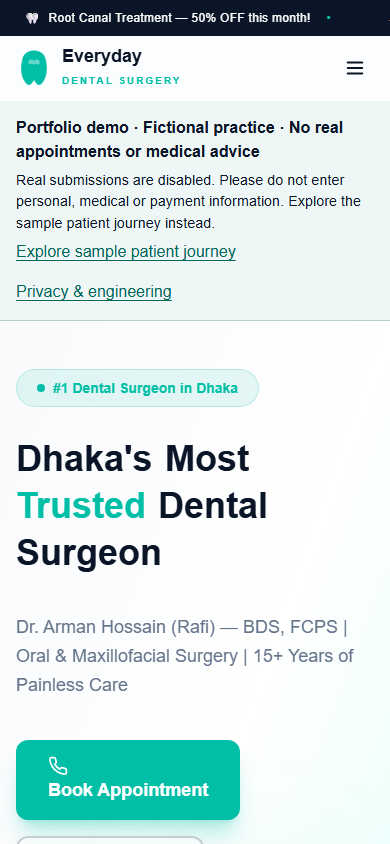 Root Canal Treatment — 50% OFF this month!
Everyday
DENTAL SURGERY
Portfolio demo · Fictional practice · No real
appointments or medical advice
Real submissions are disabled. Please do not enter
personal, medical or payment information. Explore the
sample patient journey instead.
Explore sample patient journey
Privacy & engineering
#1 Dental Surgeon in Dhaka
Dhaka's Most
Trusted Dental
Surgeon
Dr. Arman Hossain (Rafi) — BDS, FCPS |
Oral & Maxillofacial Surgery | 15+ Years of
Painless Care
Book Appointment